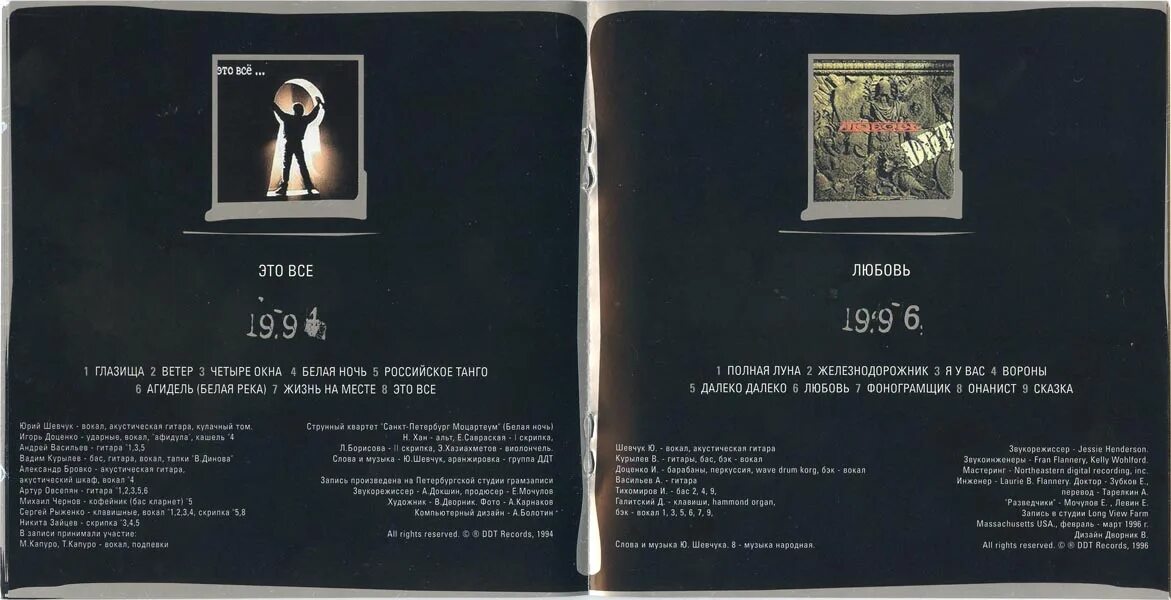 ЭТО ВСЁ ...
ЭТО ВСЕ
1994
1 ГЛАЗИЩА 2 ВЕТЕР 3 ЧЕТЫРЕ ОКНА 4 БЕЛАЯ НОЧЬ 5 РОССИЙСКОЕ ТАНГО
6 АГИДЕЛЬ (БЕЛАЯ РЕКА) 7 ЖИЗНЬ НА МЕСТЕ 8 ЭТО ВСЕ
Юрий Шевчук - вокал, акустическая гитара, кулачный том.
Игорь Доценко - ударные, вокал, "афидула", кашель *4
Андрей Васильев - гитара *1,3,5
Вадим Курылев - бас, гитара, вокал, тапки "В.Динова"
Александр Бровко - акустическая гитара,
акустический шкаф, вокал *4
Артур Овсепян - гитара *1,2,3,5,6
Михаил Чернов - кофейник (бас кларнет) *5
Сергей Рыженко - клавишные, вокал *1,2,3,4, скрипка *5,8
Никита Зайцев - скрипка *3,4,5
В записи принимали участие:
М.Капуро, Т.Капуро - вокал, подпевки
Струнный квартет "Санкт-Петербург Моцартеум" (Белая ночь)
Н. Хан - альт, Е.Савраская - I скрипка,
Л.Борисова - II скрипка, Э.Хазиахметов - виолончель.
Слова и музыка - Ю.Шевчук, аранжировка - группа ДДТ
Запись произведена на Петербургской студии грамзаписи
Звукорежиссер - А.Докшин, продюсер - Е.Мочулов
Художник - В.Дворник. Фото - А.Карнаков
Компьютерный дизайн - А.Болотин
All rights reserved. © ® DDT Records, 1994
ЛЮБОВЬ
ДДТ
ЛЮБОВЬ
1996
1 ПОЛНАЯ ЛУНА 2 ЖЕЛЕЗНОДОРОЖНИК 3 Я У ВАС 4 ВОРОНЫ
5 ДАЛЕКО ДАЛЕКО 6 ЛЮБОВЬ 7 ФОНОГРАМЩИК 8 ОНАНИСТ 9 СКАЗКА
Шевчук Ю. - вокал, акустическая гитара
Курылев В. - гитары, бас, бэк - вокал
Доценко И. - барабаны, перкуссия, wave drum korg, бэк - вокал
Васильев А. - гитара
Тихомиров И. - бас 2, 4, 9,
Галитский Д. - клавищи, hammond organ,
бэк - вокал 1, 3, 5, 6, 7, 9,
Слова и музыка Ю. Шевчука. 8 - музыка народная.
Звукорежиссер - Jessie Henderson.
Звукоинженеры - Fran Flannery, Kelly Wohlford.
Мастеринг - Northeastern digital recording, inc.
Инженер - Laurie B. Flannery. Доктор - Зубков Е.,
перевод - Тарелкин А.
"Разведчики" - Мочулов Е. , Левин Е.
Запись в студии Long View Farm
Massachusetts USA., февраль - март 1996 г.
Дизайн Дворник В.
All rights reserved. © ® DDT Records, 1996